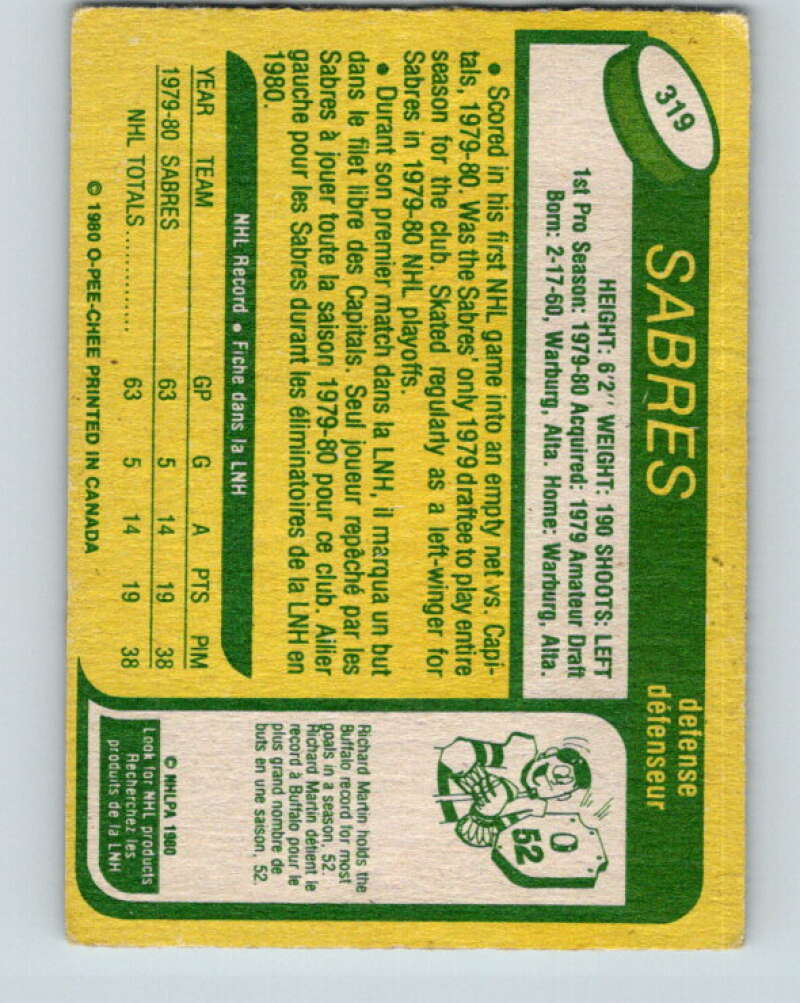 319
SABRES
defense
défenseur
HEIGHT: 6'2" WEIGHT: 190 SHOOTS: LEFT
1st Pro Season: 1979-80 Acquired: 1979 Amateur Draft
Born: 2-17-60, Warburg, Alta. Home: Warburg, Alta.
• Scored in his first NHL game into an empty net vs. Capi-
tals, 1979-80. Was the Sabres' only 1979 draftee to play entire
season for the club. Skated regularly as a left-winger for
Sabres in 1979-80 NHL playoffs.
• Durant son premier match dans la LNH, il marqua un but
dans le filet libre des Capitals. Seul joueur repêché par les
Sabres à jouer toute la saison 1979-80 pour ce club. Ailier
gauche pour les Sabres durant les éliminatoires de la LNH en
1980.
NHL Record • Fiche dans la LNH
YEAR TEAM GP G A PTS PIM
1979-80 SABRES 63 5 14 19 38
NHL TOTALS.............. 63 5 14 19 38
© 1980 O-PEE-CHEE PRINTED IN CANADA
52
Richard Martin holds the
Buffalo record for most
goals in a season, 52.
Richard Martin détient le
record à Buffalo pour le
plus grand nombre de
buts en une saison, 52.
© NHLPA 1980
Look for NHL products
Recherchez les
produits de la LNH